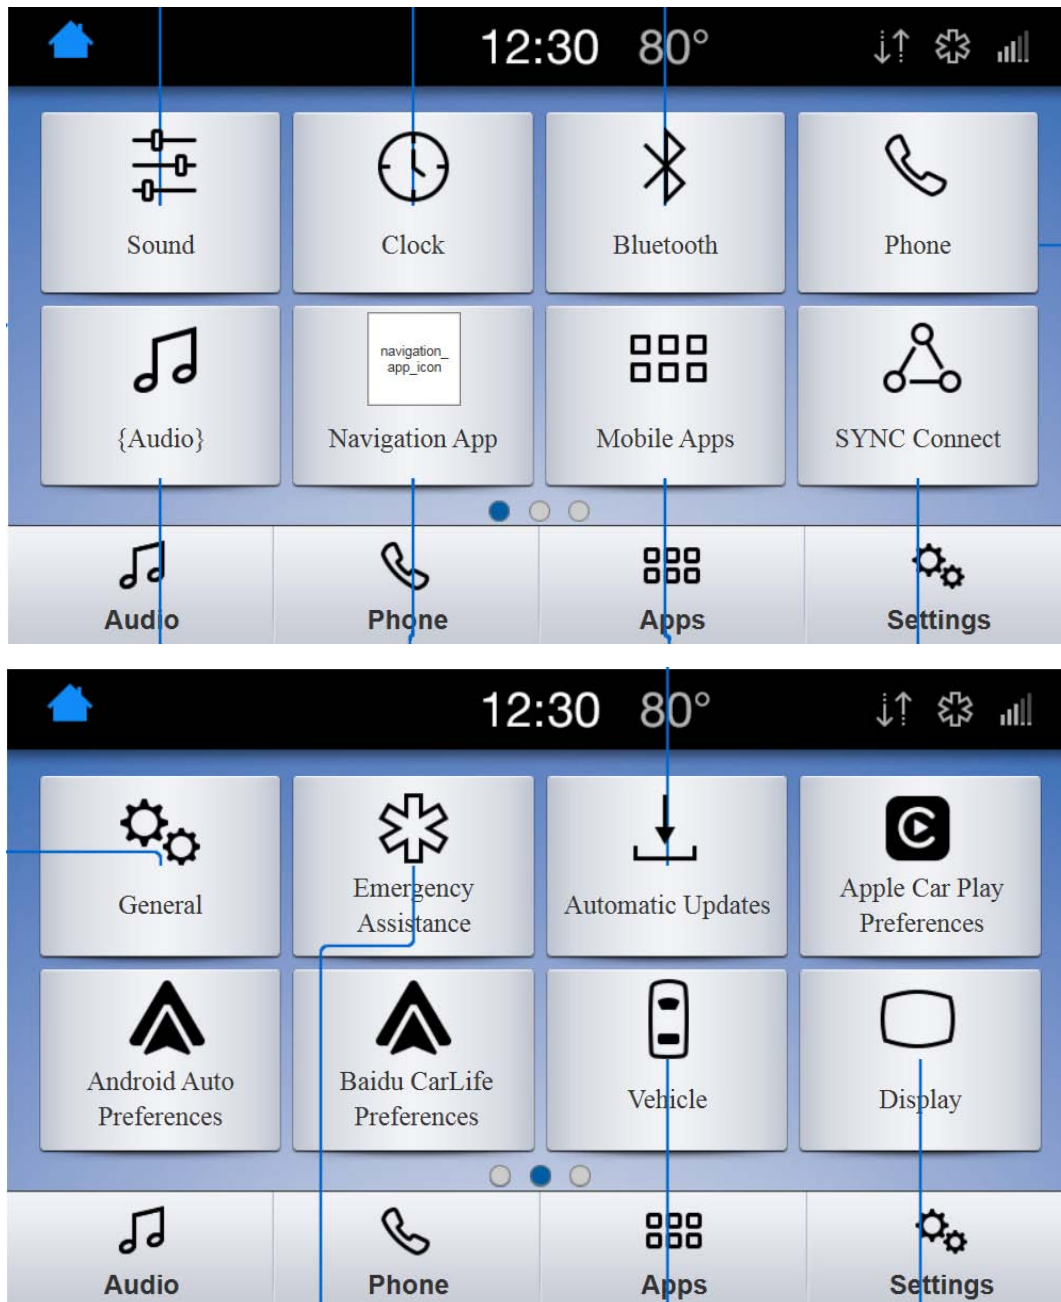 12:30 80°
Sound
Clock
Bluetooth
Phone
navigation_
app_icon
{Audio}
Navigation App
Mobile Apps
SYNC Connect
Audio
Phone
Apps
Settings
12:30 80°
General
Emergency
Assistance
Automatic Updates
Apple Car Play
Preferences
Android Auto
Preferences
Baidu CarLife
Preferences
Vehicle
Display
Audio
Phone
Apps
Settings